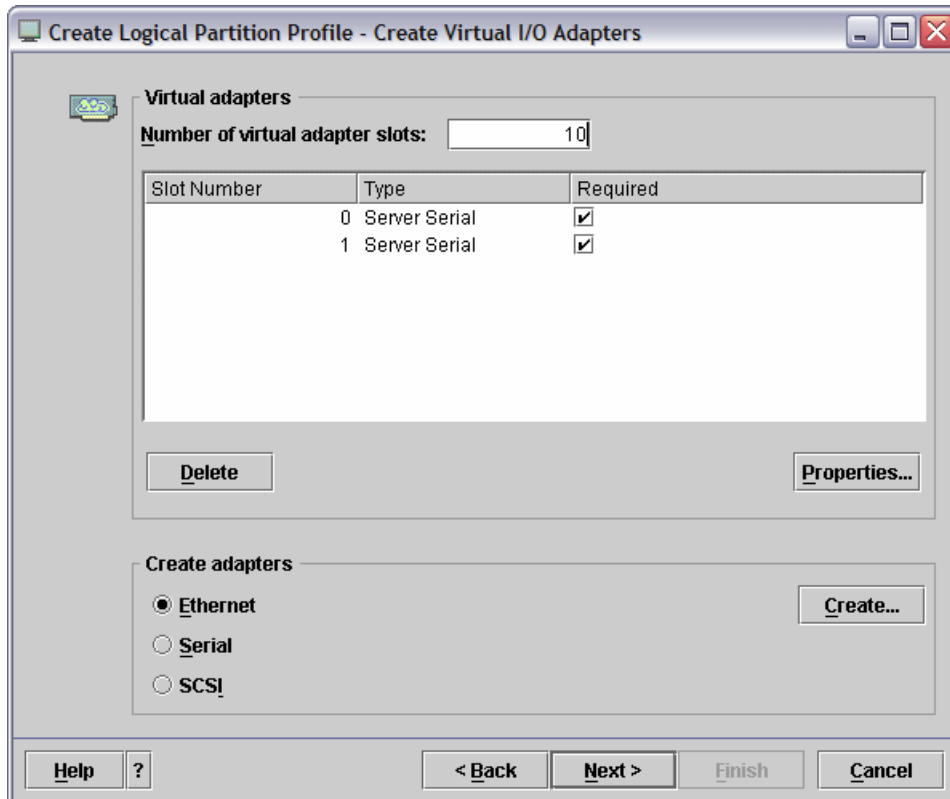 Create Logical Partition Profile - Create Virtual I/O Adapters
Virtual adapters
Number of virtual adapter slots: 10
Slot Number Type Required
0 Server Serial
1 Server Serial
Delete Properties...
Create adapters
Ethernet Create...
Serial
SCSI
Help ? < Back Next > Finish Cancel